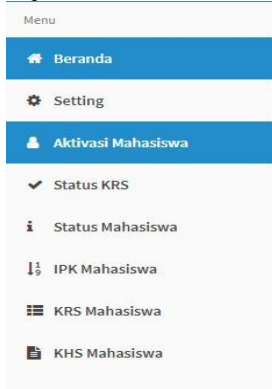 Menu
Beranda
Setting
Aktivasi Mahasiswa
Status KRS
Status Mahasiswa
IPK Mahasiswa
KRS Mahasiswa
KHS Mahasiswa